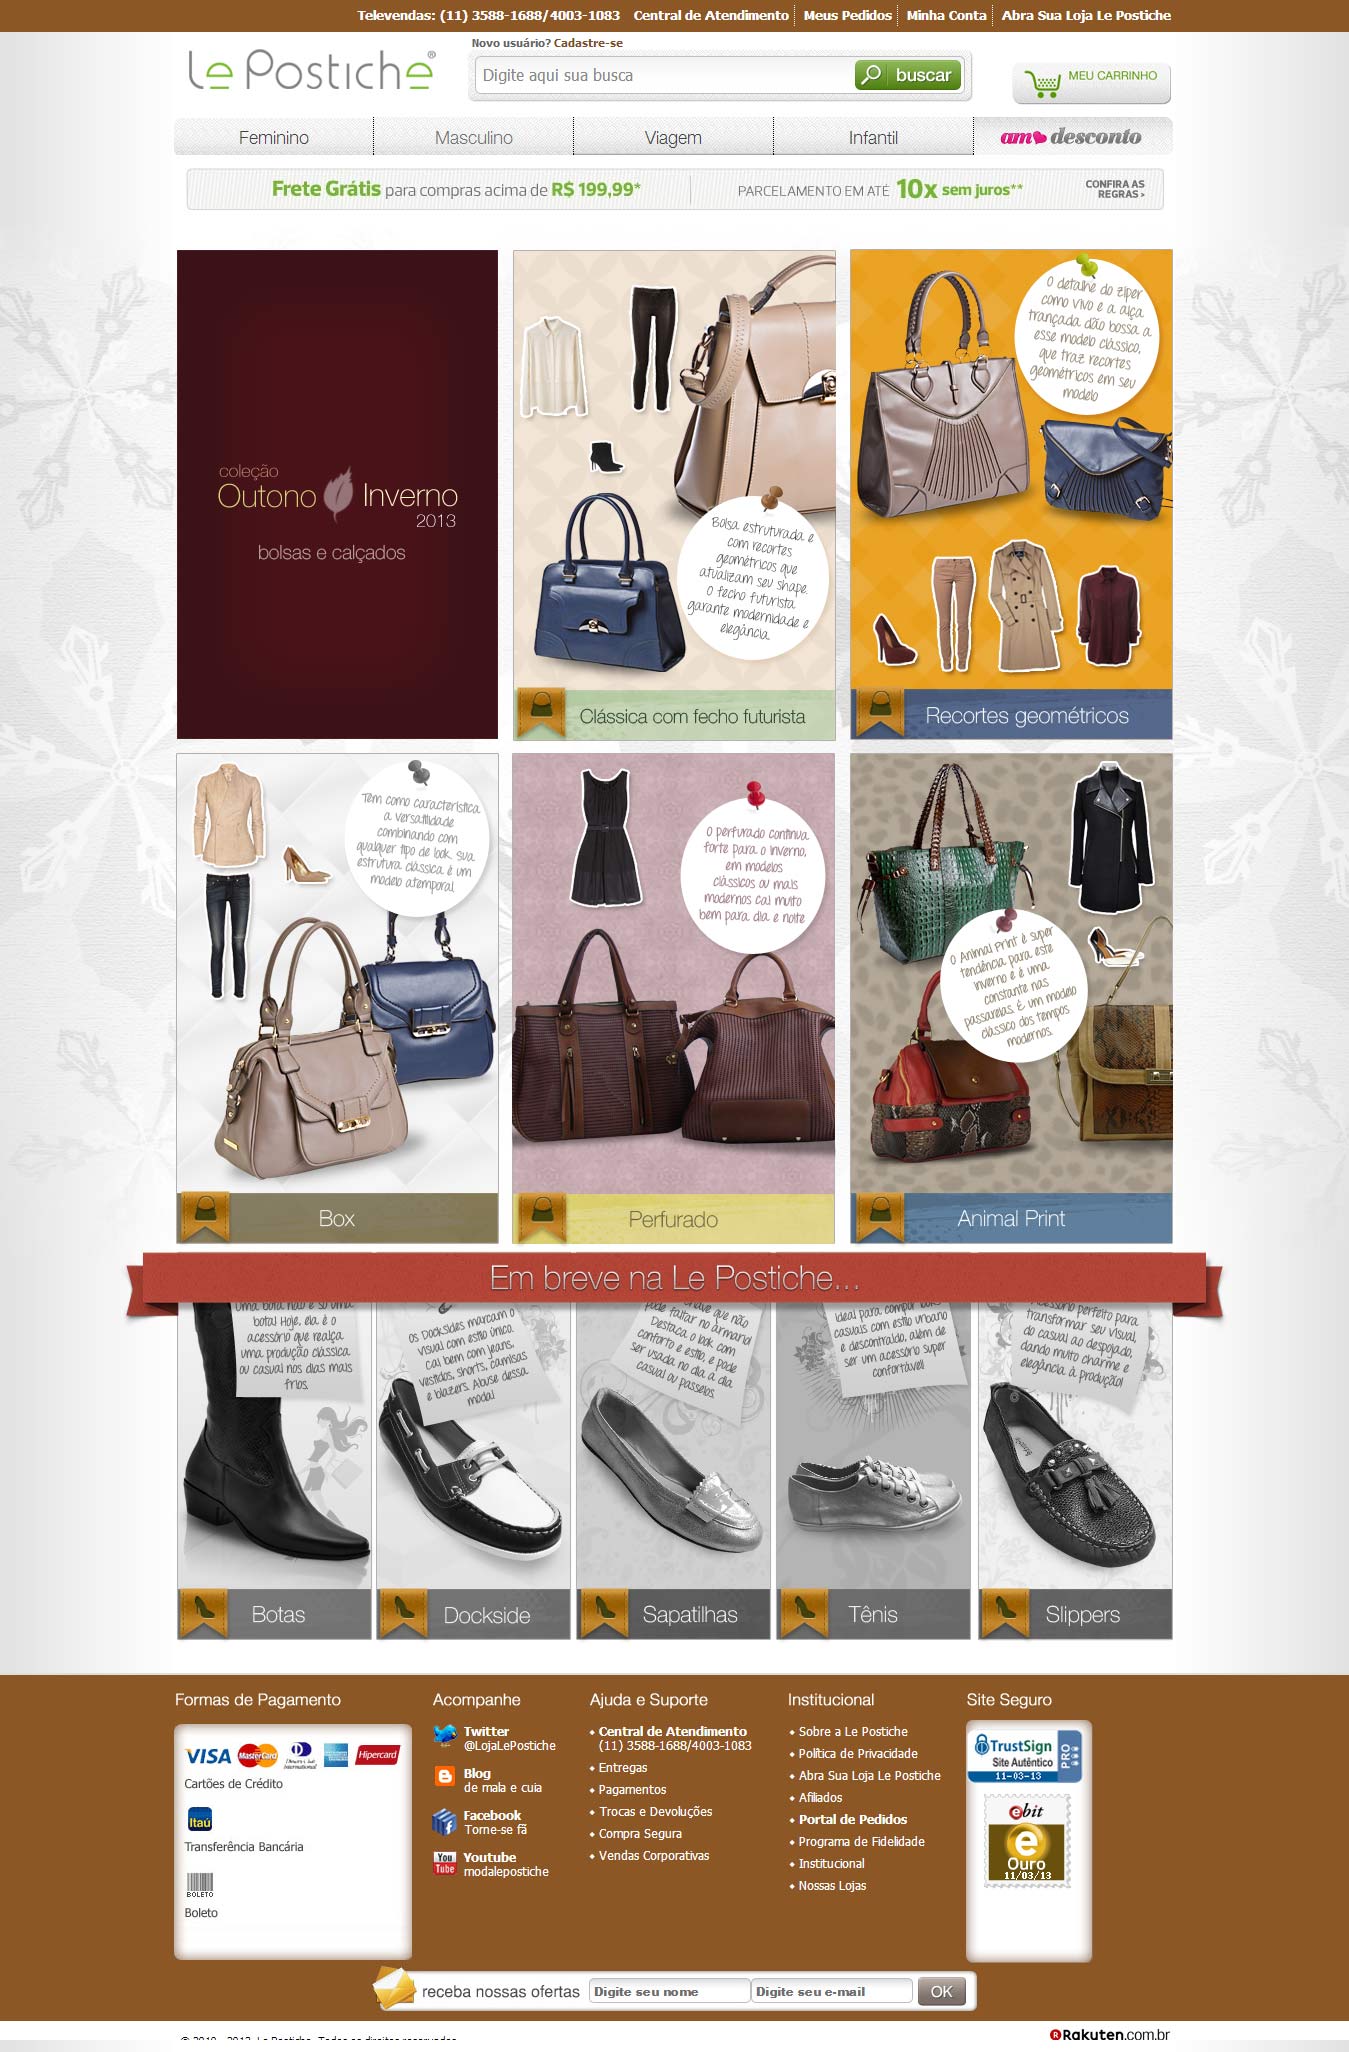 Televendas: (11) 3588-1688/4003-1083 Central de Atendimento Meus Pedidos Minha Conta Abra Sua Loja Le Postiche
Novo usuário? Cadastre-se
Le Postiche®
Digite aqui sua busca
buscar
MEU CARRINHO
Feminino Masculino Viagem Infantil amo desconto
Frete Grátis para compras acima de R$ 199,99*
PARCELAMENTO EM ATÉ 10x sem juros**
CONFIRA AS
REGRAS >
coleção
Outono Inverno
2013
bolsas e calçados
Bolsa estruturada e
com recortes
geométricos que
atualizam seu shape.
O fecho futurista
garante modernidade e
elegância.
Clássica com fecho futurista
O detalhe do zíper
como vivo e a alça
trançada dão bossa a
esse modelo clássico,
que traz recortes
geométricos em seu
modelo
Recortes geométricos
Têm como característica
a versatilidade
combinando com
qualquer tipo de look. Sua
estrutura clássica é um
modelo atemporal.
Box
O perfurado continua
forte para o inverno,
em modelos
clássicos ou mais
modernos cai muito
bem para dia e noite
Perfurado
O Animal Print é super
tendência para este
inverno e é uma
constante nas
passarelas. É um modelo
clássico dos tempos
modernos.
Animal Print
Em breve na Le Postiche...
Uma bota não é só uma
bota! Hoje, ela é o
acessório que realça
uma produção clássica
ou casual nos dias mais
frios.
Botas
Os Docksides marcam o
visual com estilo único.
Cai bem com jeans,
vestidos, shorts, camisas
e blazers. Abuse dessa
moda!
Dockside
que não
pode faltar no armário!
Destaca o look com
conforto e estilo, e pode
ser usada no dia a dia
casual ou passeios.
Sapatilhas
Ideal para compor looks
casuais com estilo urbano
e descontraído, além de
ser um acessório super
confortável!
Tênis
perfeito para
transformar seu visual,
do casual ao despojado,
dando muito charme e
elegância à produção!
Slippers
Formas de Pagamento
VISA MasterCard Diners Club International Hipercard
Cartões de Crédito
Itaú
Transferência Bancária
BOLETO
Boleto
Acompanhe
Twitter
@LojaLePostiche
Blog
de mala e cuia
Facebook
Torne-se fã
You
Tube
Youtube
modalepostiche
Ajuda e Suporte
Central de Atendimento
(11) 3588-1688/4003-1083
Entregas
Pagamentos
Trocas e Devoluções
Compra Segura
Vendas Corporativas
Institucional
Sobre a Le Postiche
Política de Privacidade
Abra Sua Loja Le Postiche
Afiliados
Portal de Pedidos
Programa de Fidelidade
Institucional
Nossas Lojas
Site Seguro
TrustSign
Site Autêntico
PRO
11-03-13
ebit
e
Ouro
11/03/13
receba nossas ofertas
Digite seu nome
Digite seu e-mail
OK
Rakuten.com.br